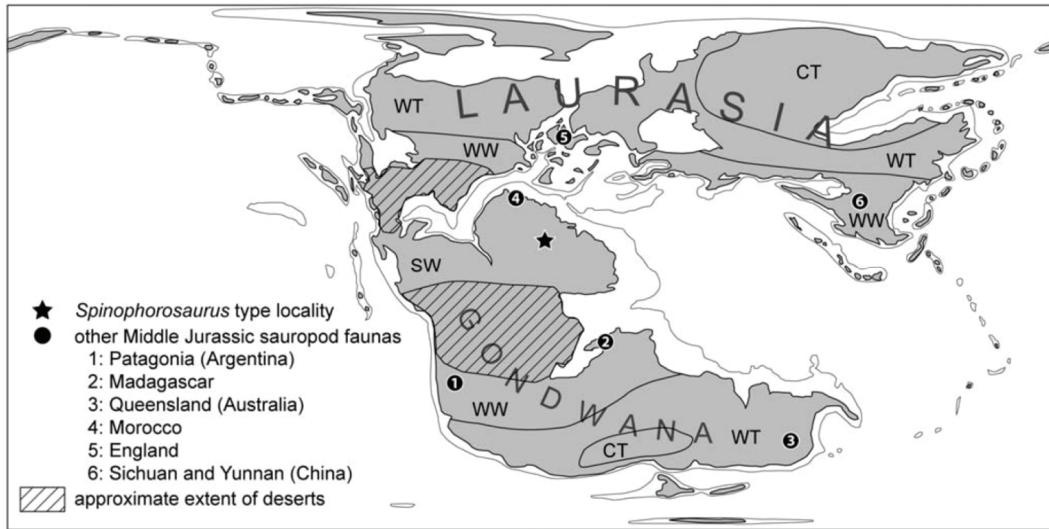 CT
WT
LAURASIA
WW
5
WT
4
6
WW
SW
★ Spinophorosaurus type locality
● other Middle Jurassic sauropod faunas
1: Patagonia (Argentina)
2: Madagascar
3: Queensland (Australia)
4: Morocco
5: England
6: Sichuan and Yunnan (China)
approximate extent of deserts
GONDWANA
2
1
WW
WT
3
CT